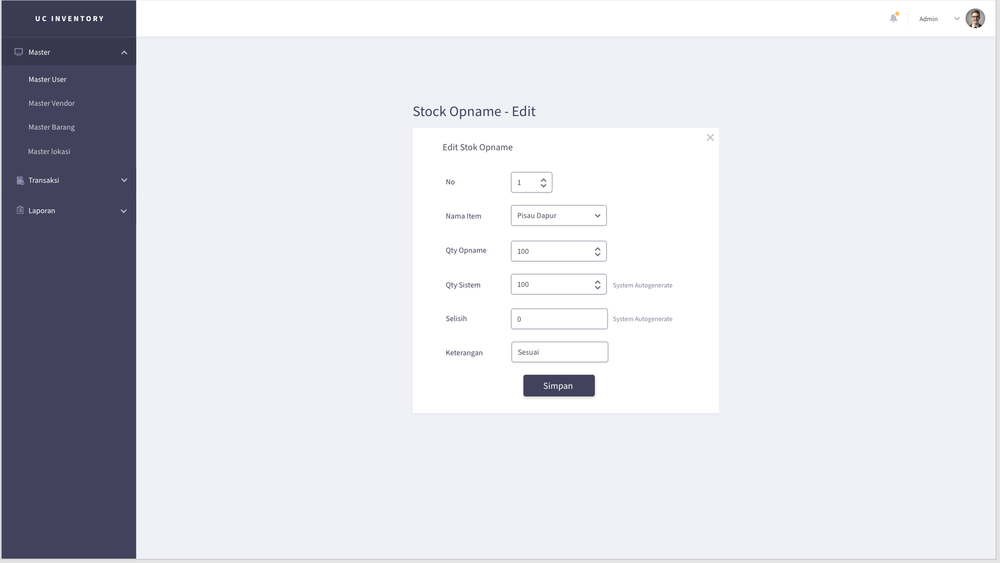 UC INVENTORY
Admin
Master
Master User
Master Vendor
Master Barang
Master lokasi
Transaksi
Laporan
Stock Opname - Edit
Edit Stok Opname
No 1
Nama Item Pisau Dapur
Qty Opname 100
Qty Sistem 100 System Autogenerate
Selisih 0 System Autogenerate
Keterangan Sesuai
Simpan